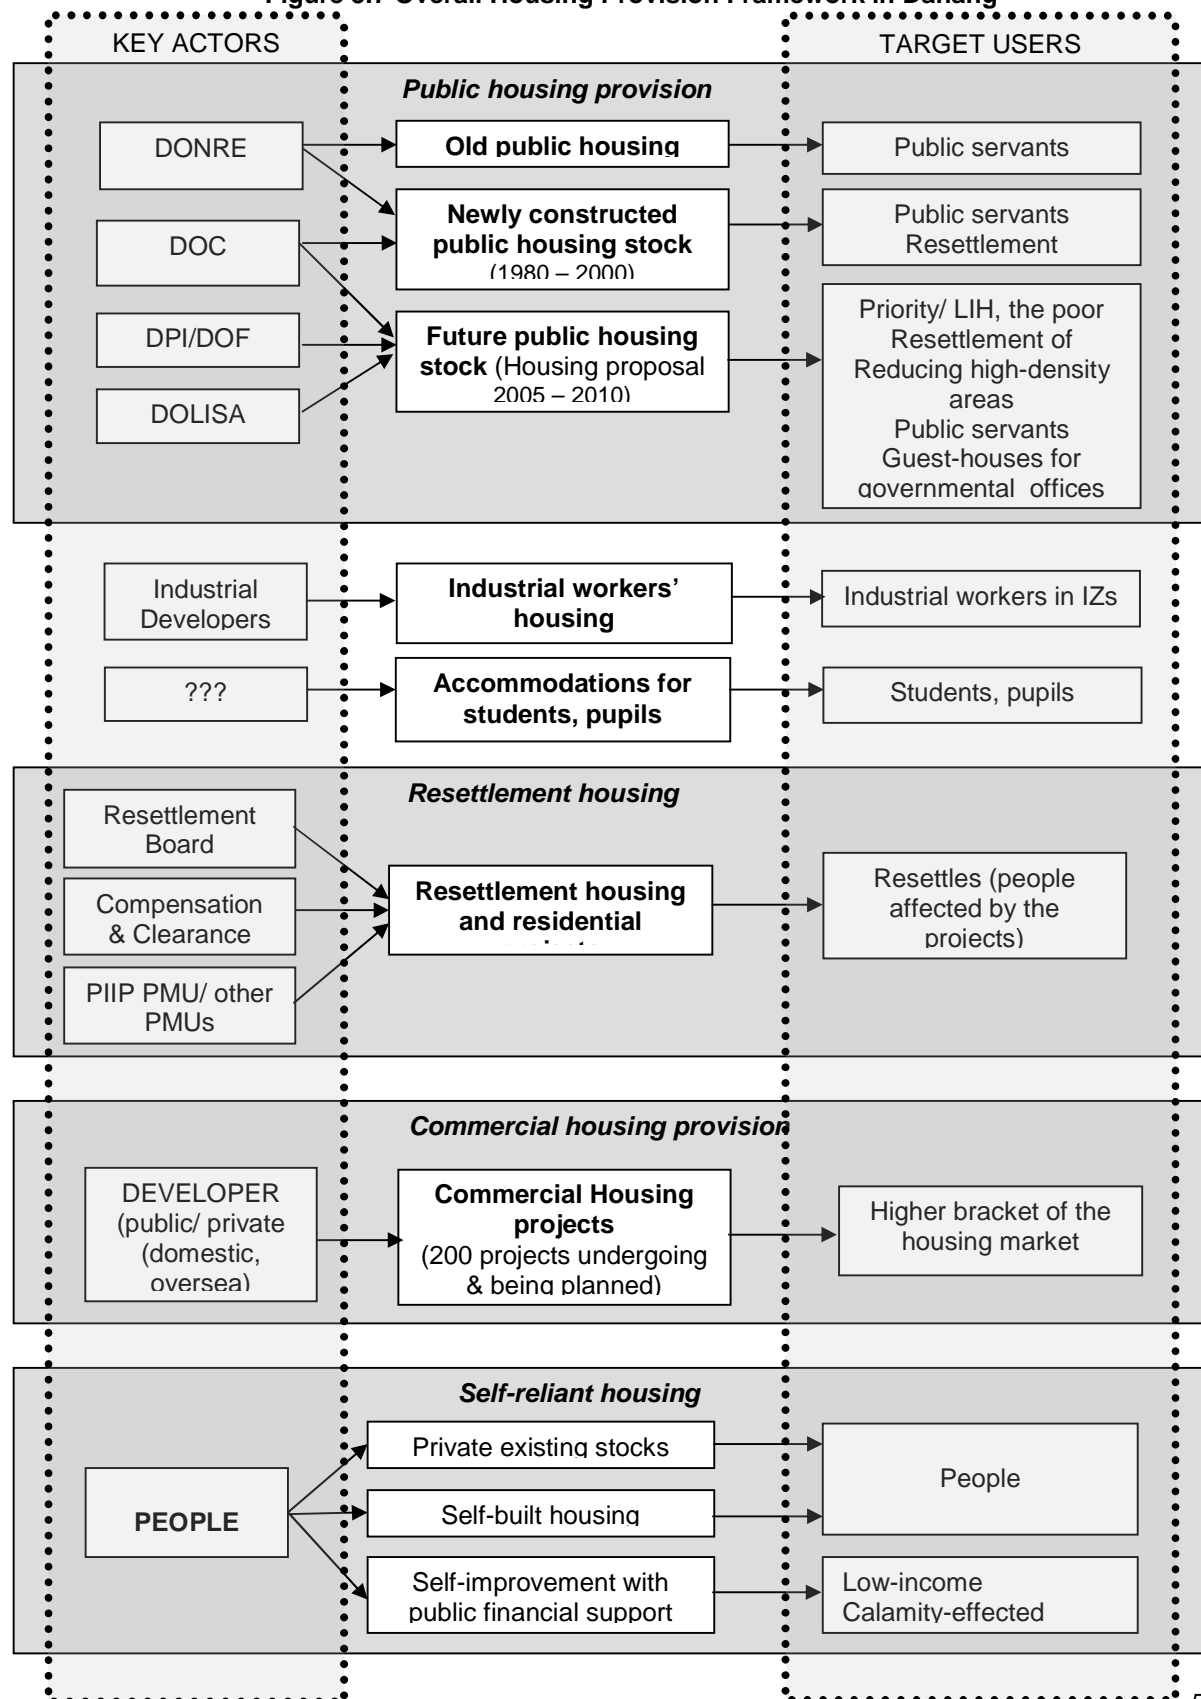 Overall Housing Provision Framework in Danang
KEY ACTORS
TARGET USERS
Public housing provision
DONRE
Old public housing
Public servants
DOC
Newly constructed
public housing stock
(1980 – 2000)
Public servants
Resettlement
DPI/DOF
DOLISA
Future public housing
stock (Housing proposal
2005 – 2010)
Priority/ LIH, the poor
Resettlement of
Reducing high-density
areas
Public servants
Guest-houses for
governmental offices
Industrial
Developers
Industrial workers’
housing
Industrial workers in IZs
???
Accommodations for
students, pupils
Students, pupils
Resettlement housing
Resettlement
Board
Compensation
& Clearance
PIIP PMU/ other
PMUs
Resettlement housing
and residential
Resettles (people
affected by the
projects)
Commercial housing provision
DEVELOPER
(public/ private
(domestic,
oversea)
Commercial Housing
projects
(200 projects undergoing
& being planned)
Higher bracket of the
housing market
Self-reliant housing
PEOPLE
Private existing stocks
Self-built housing
People
Self-improvement with
public financial support
Low-income
Calamity-effected